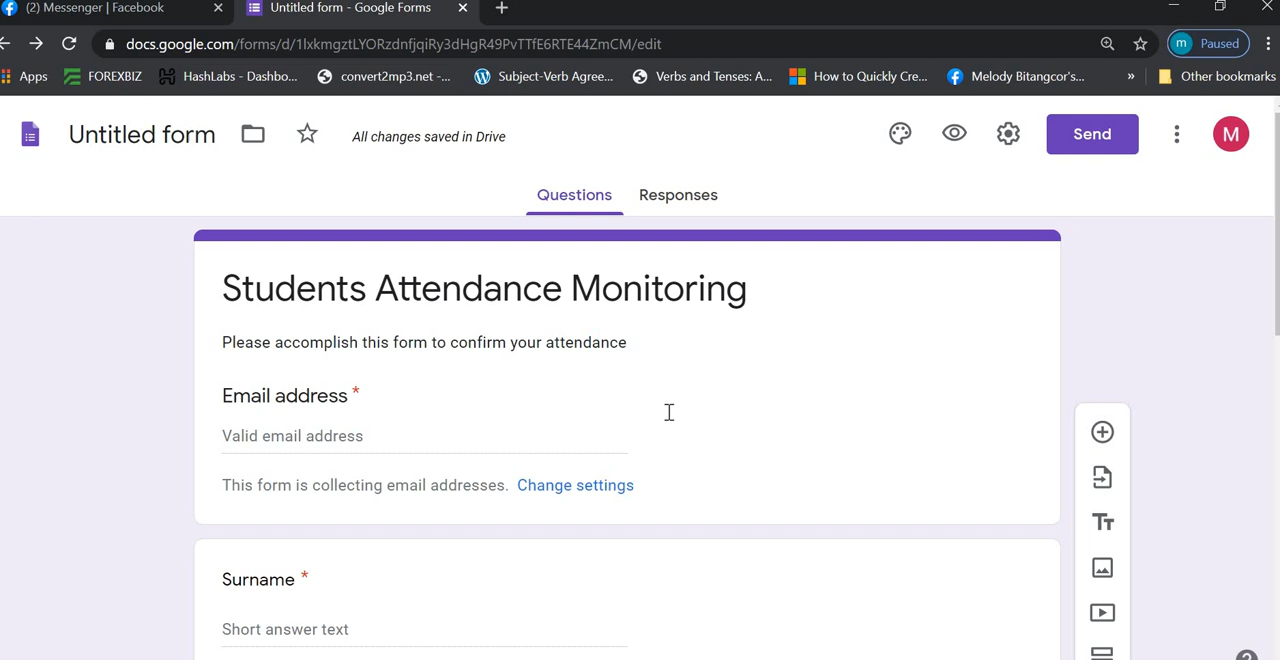 (2) Messenger | Facebook
Untitled form - Google Forms
docs.google.com/forms/d/1lxkmgztLYORzdnfjqiRy3dHgR49PvTTfE6RTE44ZmCM/edit
m Paused
Apps FOREXBIZ HashLabs - Dashbo... convert2mp3.net -... Subject-Verb Agree... Verbs and Tenses: A... How to Quickly Cre... Melody Bitangcor's... » Other bookmarks
Untitled form All changes saved in Drive Send M
Questions Responses
Students Attendance Monitoring
Please accomplish this form to confirm your attendance
Email address *
Valid email address
This form is collecting email addresses. Change settings
Surname *
Short answer text